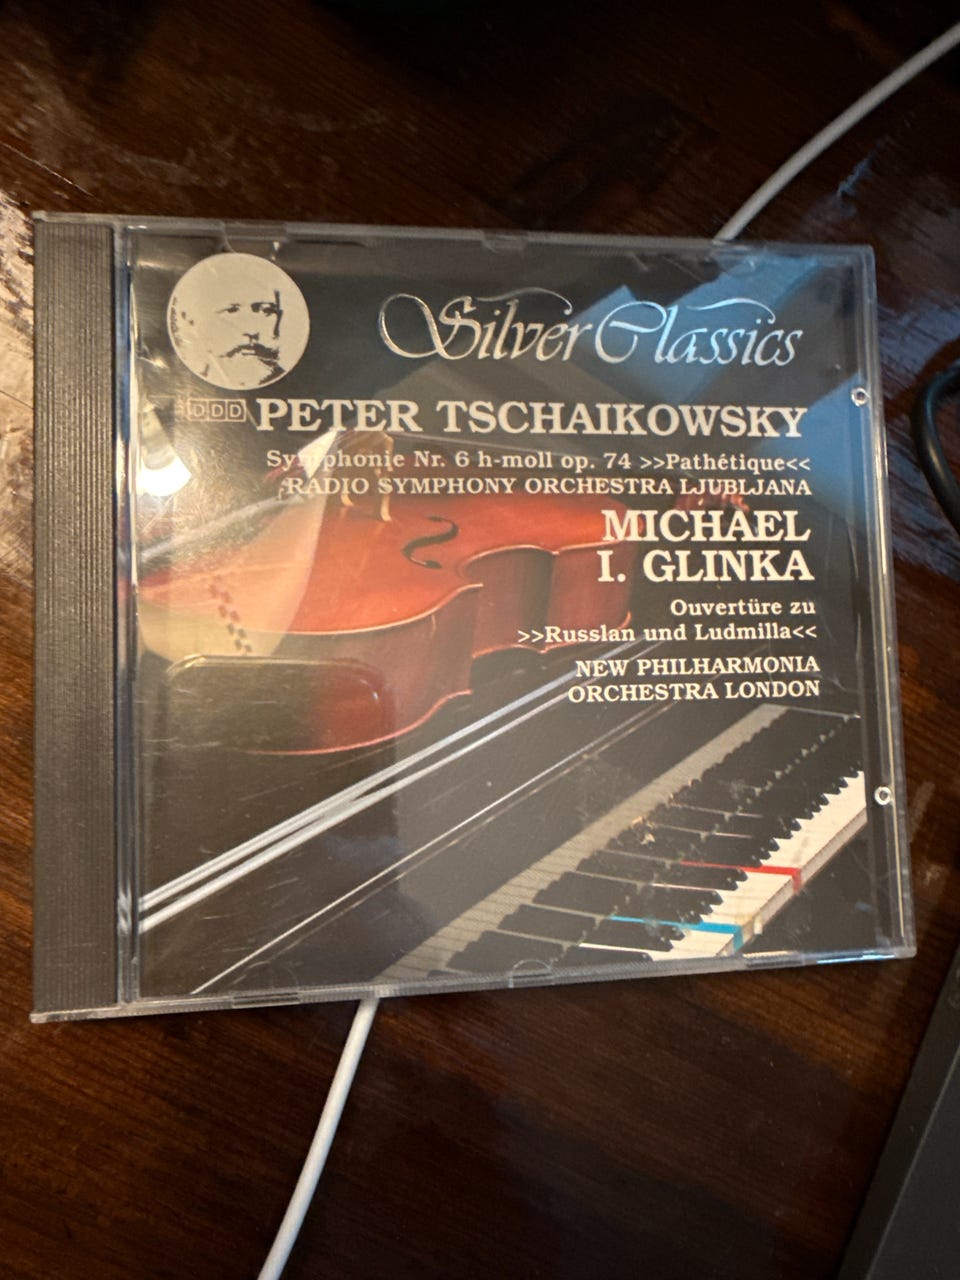 Silver Classics
DDD
PETER TSCHAIKOWSKY
Symphonie Nr. 6 h-moll op. 74 >>Pathétique<<
RADIO SYMPHONY ORCHESTRA LJUBLJANA
MICHAEL
I. GLINKA
Ouvertüre zu
>>Russlan und Ludmilla<<
NEW PHILHARMONIA
ORCHESTRA LONDON